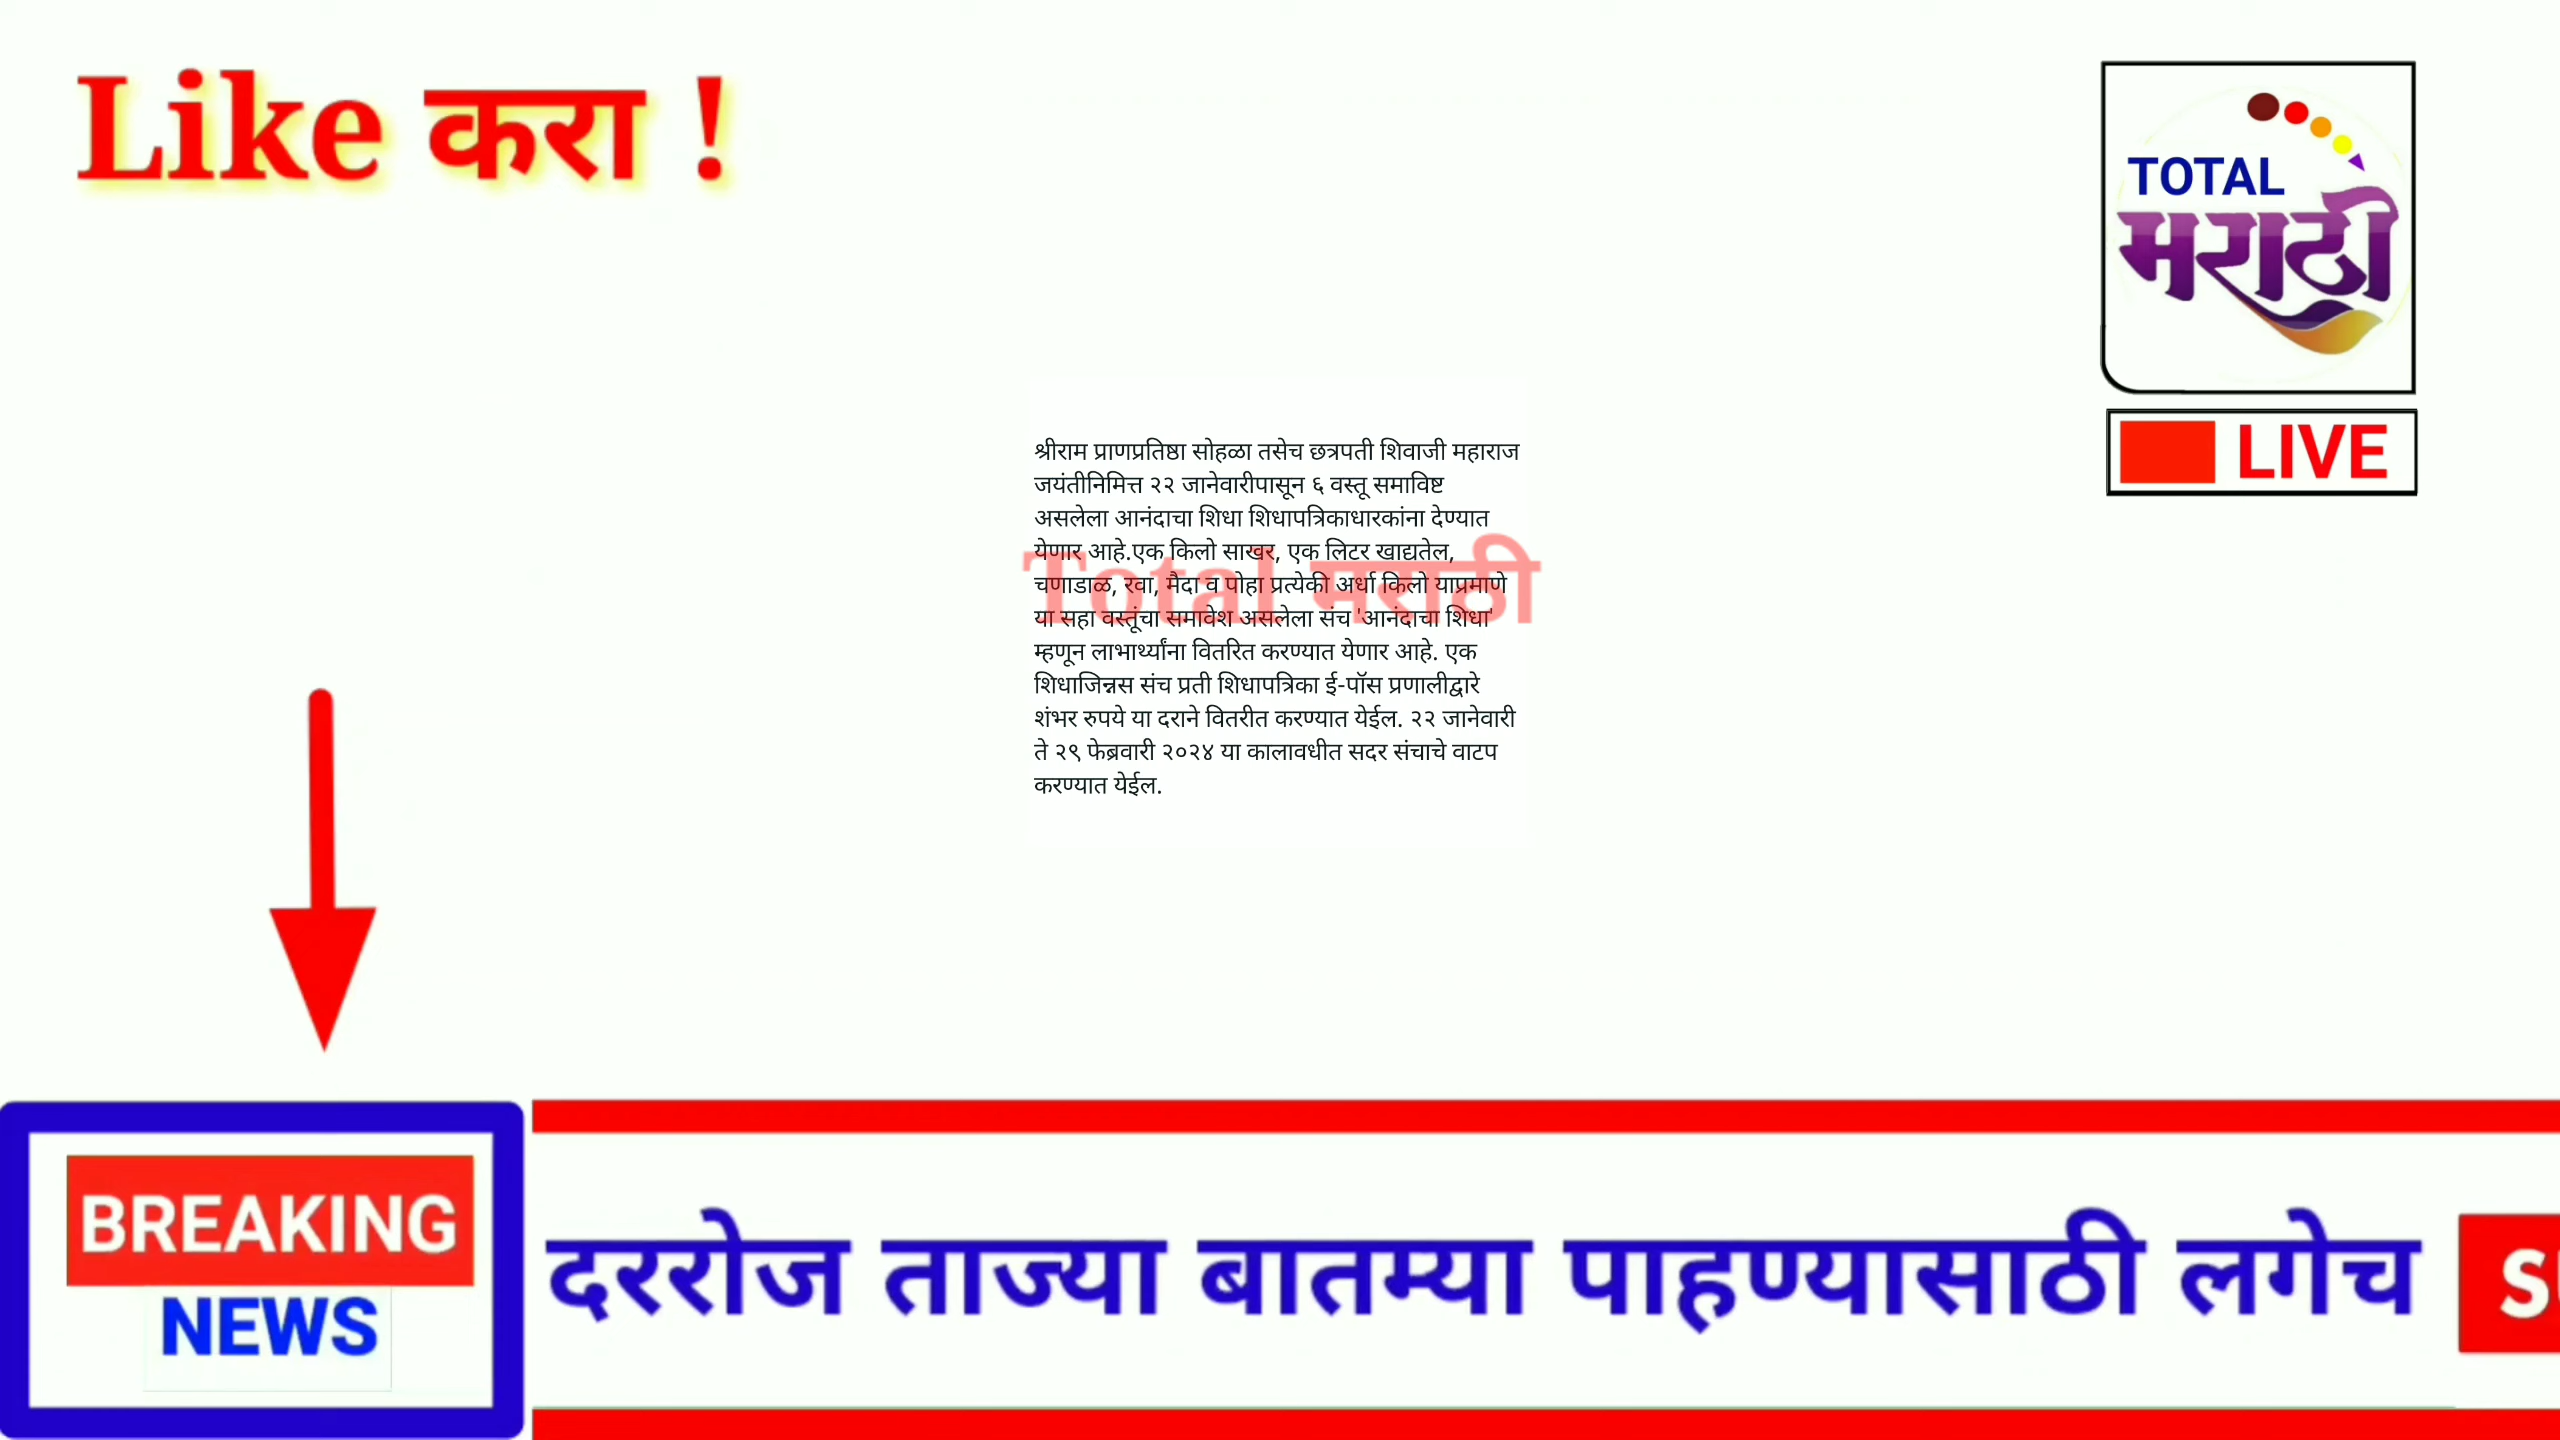 Like करा !
TOTAL
मराठी
LIVE
श्रीराम प्राणप्रतिष्ठा सोहळा तसेच छत्रपती शिवाजी महाराज
जयंतीनिमित्त २२ जानेवारीपासून ६ वस्तू समाविष्ट
असलेला आनंदाचा शिधा शिधापत्रिकाधारकांना देण्यात
येणार आहे.एक किलो साखर, एक लिटर खाद्यतेल,
चणाडाळ, रवा, मैदा व पोहा प्रत्येकी अर्धा किलो याप्रमाणे
या सहा वस्तूंचा समावेश असलेला संच 'आनंदाचा शिधा'
म्हणून लाभार्थ्यांना वितरित करण्यात येणार आहे. एक
शिधाजिन्नस संच प्रती शिधापत्रिका ई-पॉस प्रणालीद्वारे
शंभर रुपये या दराने वितरीत करण्यात येईल. २२ जानेवारी
ते २९ फेब्रवारी २०२४ या कालावधीत सदर संचाचे वाटप
करण्यात येईल.
Total मराठी
BREAKING
NEWS
दररोज ताज्या बातम्या पाहण्यासाठी लगेच